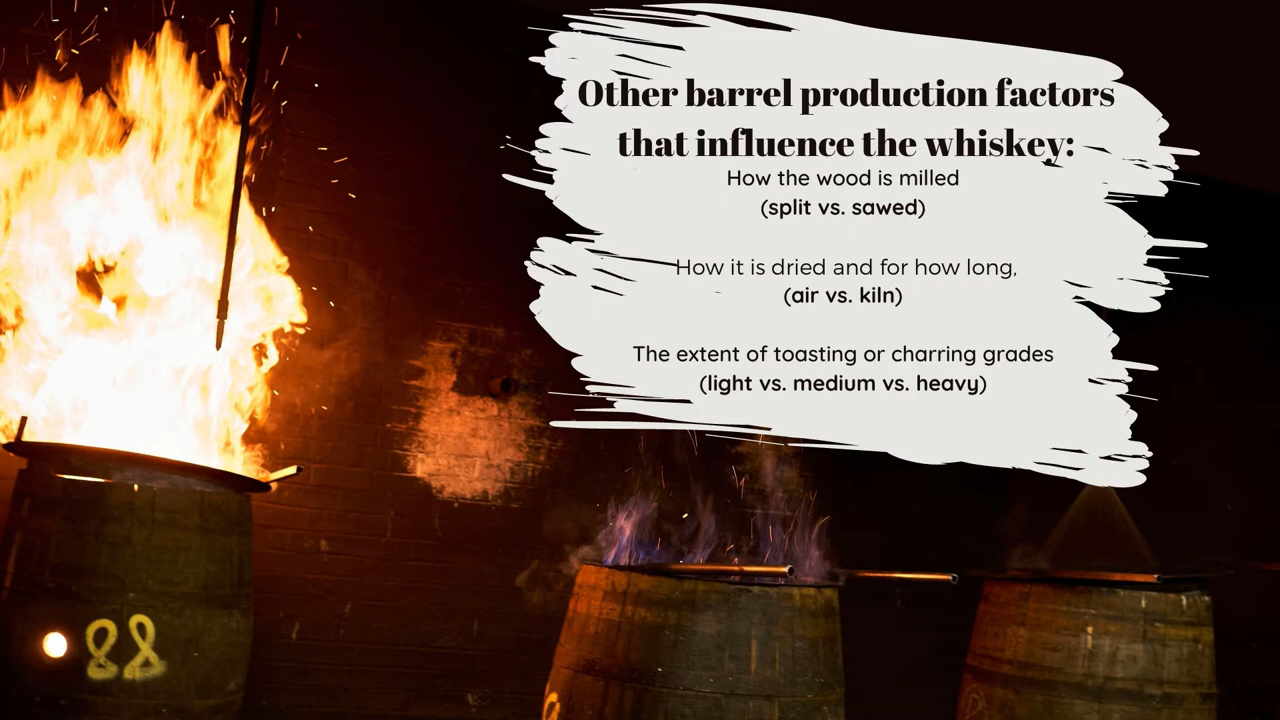 Other barrel production factors
that influence the whiskey:
How the wood is milled
(split vs. sawed)
How it is dried and for how long,
(air vs. kiln)
The extent of toasting or charring grades
(light vs. medium vs. heavy)
88